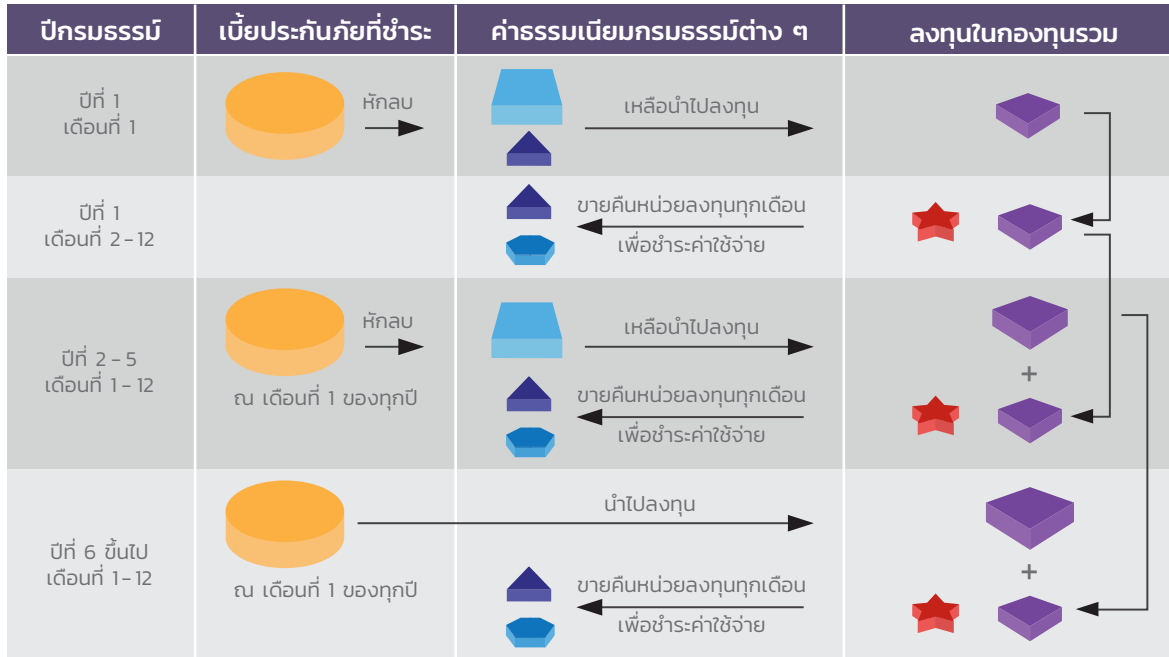 ปีกรมธรรม์
เบี้ยประกันภัยที่ชำระ
ค่าธรรมเนียมกรมธรรม์ต่าง ๆ
ลงทุนในกองทุนรวม
ปีที่ 1
เดือนที่ 1
หักลบ
เหลือนำไปลงทุน
ปีที่ 1
เดือนที่ 2 - 12
ขายคืนหน่วยลงทุนทุกเดือน
เพื่อชำระค่าใช้จ่าย
ปีที่ 2 - 5
เดือนที่ 1 - 12
หักลบ
ณ เดือนที่ 1 ของทุกปี
เหลือนำไปลงทุน
ขายคืนหน่วยลงทุนทุกเดือน
เพื่อชำระค่าใช้จ่าย
+
ปีที่ 6 ขึ้นไป
เดือนที่ 1 - 12
ณ เดือนที่ 1 ของทุกปี
นำไปลงทุน
ขายคืนหน่วยลงทุนทุกเดือน
เพื่อชำระค่าใช้จ่าย
+